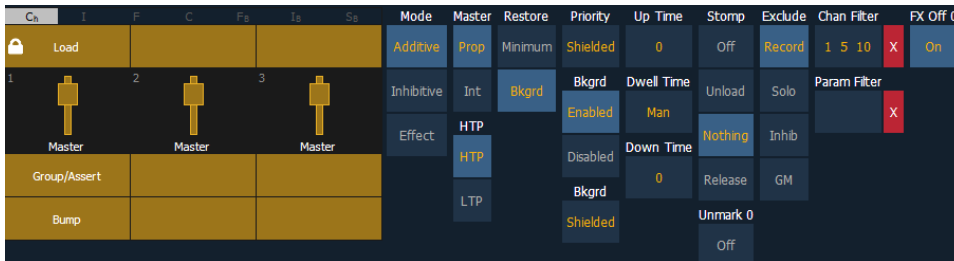 Ch I F C FB IB SB Mode Master Restore Priority Up Time Stomp Exclude Chan Filter FX Off 0
Load Additive Prop Minimum Shielded 0 Off Record 1 5 10 X On
1 2 3 Bkgrd Dwell Time Param Filter
Inhibitive Int Bkgrd Enabled Man Unload Solo X
Master Master Master Effect HTP Disabled Down Time Nothing Inhib
HTP
Group/Assert LTP Bkgrd 0 Release GM
Bump Shielded Unmark 0
Off